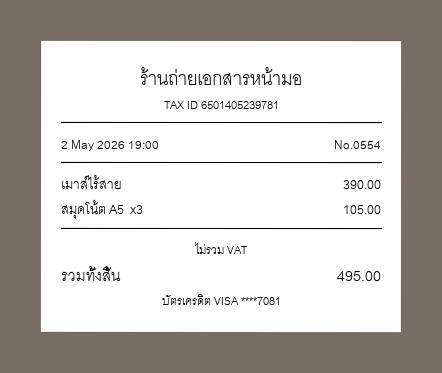 ร้านถ่ายเอกสารหน้ามอ
TAX ID 6501405239781
2 May 2026 19:00 No.0554
เมาส์ไร้สาย 390.00
สมุดโน้ต A5 x3 105.00
ไม่รวม VAT
รวมทั้งสิ้น 495.00
บัตรเครดิต VISA ****7081